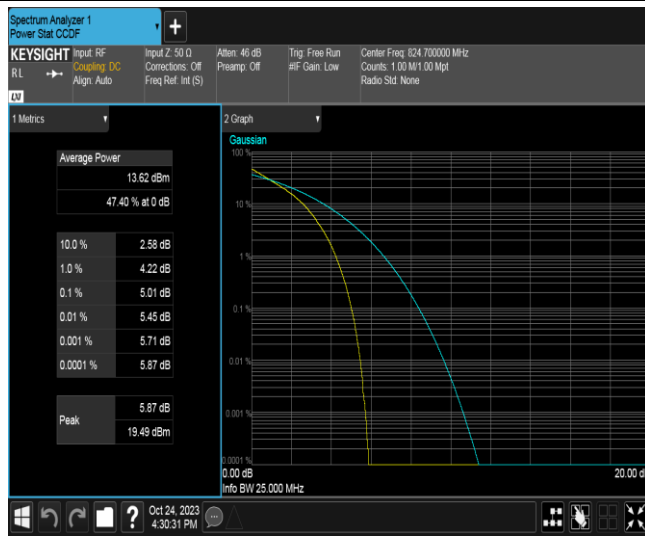 Spectrum Analyzer 1
Power Stat CCDF
+
KEYSIGHT
RL
LXI
Input: RF
Coupling: DC
Align: Auto
Input Z: 50 Ω
Corrections: Off
Freq Ref: Int (S)
Atten: 46 dB
Preamp: Off
Trig: Free Run
#IF Gain: Low
Center Freq: 824.700000 MHz
Counts: 1.00 M/1.00 Mpt
Radio Std: None
1 Metrics
Average Power
13.62 dBm
47.40 % at 0 dB
10.0 % 2.58 dB
1.0 % 4.22 dB
0.1 % 5.01 dB
0.01 % 5.45 dB
0.001 % 5.71 dB
0.0001 % 5.87 dB
Peak
5.87 dB
19.49 dBm
2 Graph
Gaussian
100 %
10 %
1 %
0.1 %
0.01 %
0.001 %
0.0001 %
0.00 dB
20.00 d
Info BW 25.000 MHz
?
Oct 24, 2023
4:30:31 PM